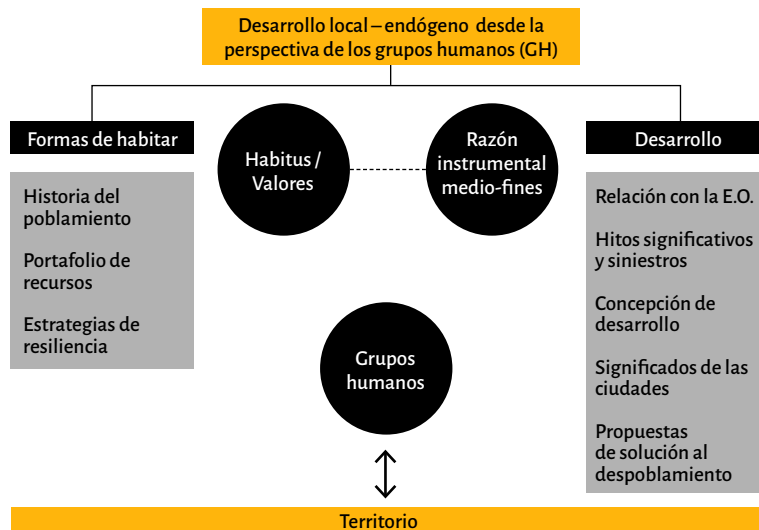 Desarrollo local – endógeno desde la
perspectiva de los grupos humanos (GH)
Formas de habitar
Historia del
poblamiento
Portafolio de
recursos
Estrategias de
resiliencia
Habitus /
Valores
Razón
instrumental
medio-fines
Grupos
humanos
Desarrollo
Relación con la E.O.
Hitos significativos
y siniestros
Concepción de
desarrollo
Significados de las
ciudades
Propuestas
de solución al
despoblamiento
Territorio